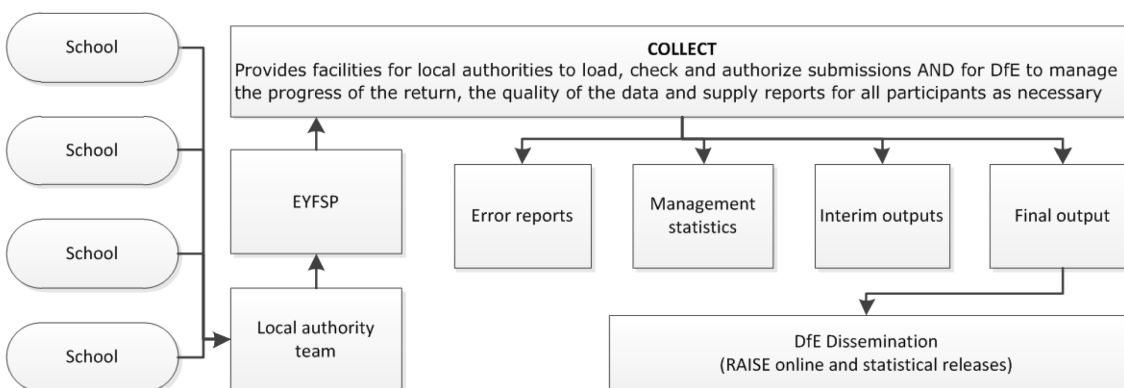 School
COLLECT
Provides facilities for local authorities to load, check and authorize submissions AND for DfE to manage
the progress of the return, the quality of the data and supply reports for all participants as necessary
School
EYFSP
Error reports
Management
statistics
Interim outputs
Final output
School
Local authority
team
School
DfE Dissemination
(RAISE online and statistical releases)